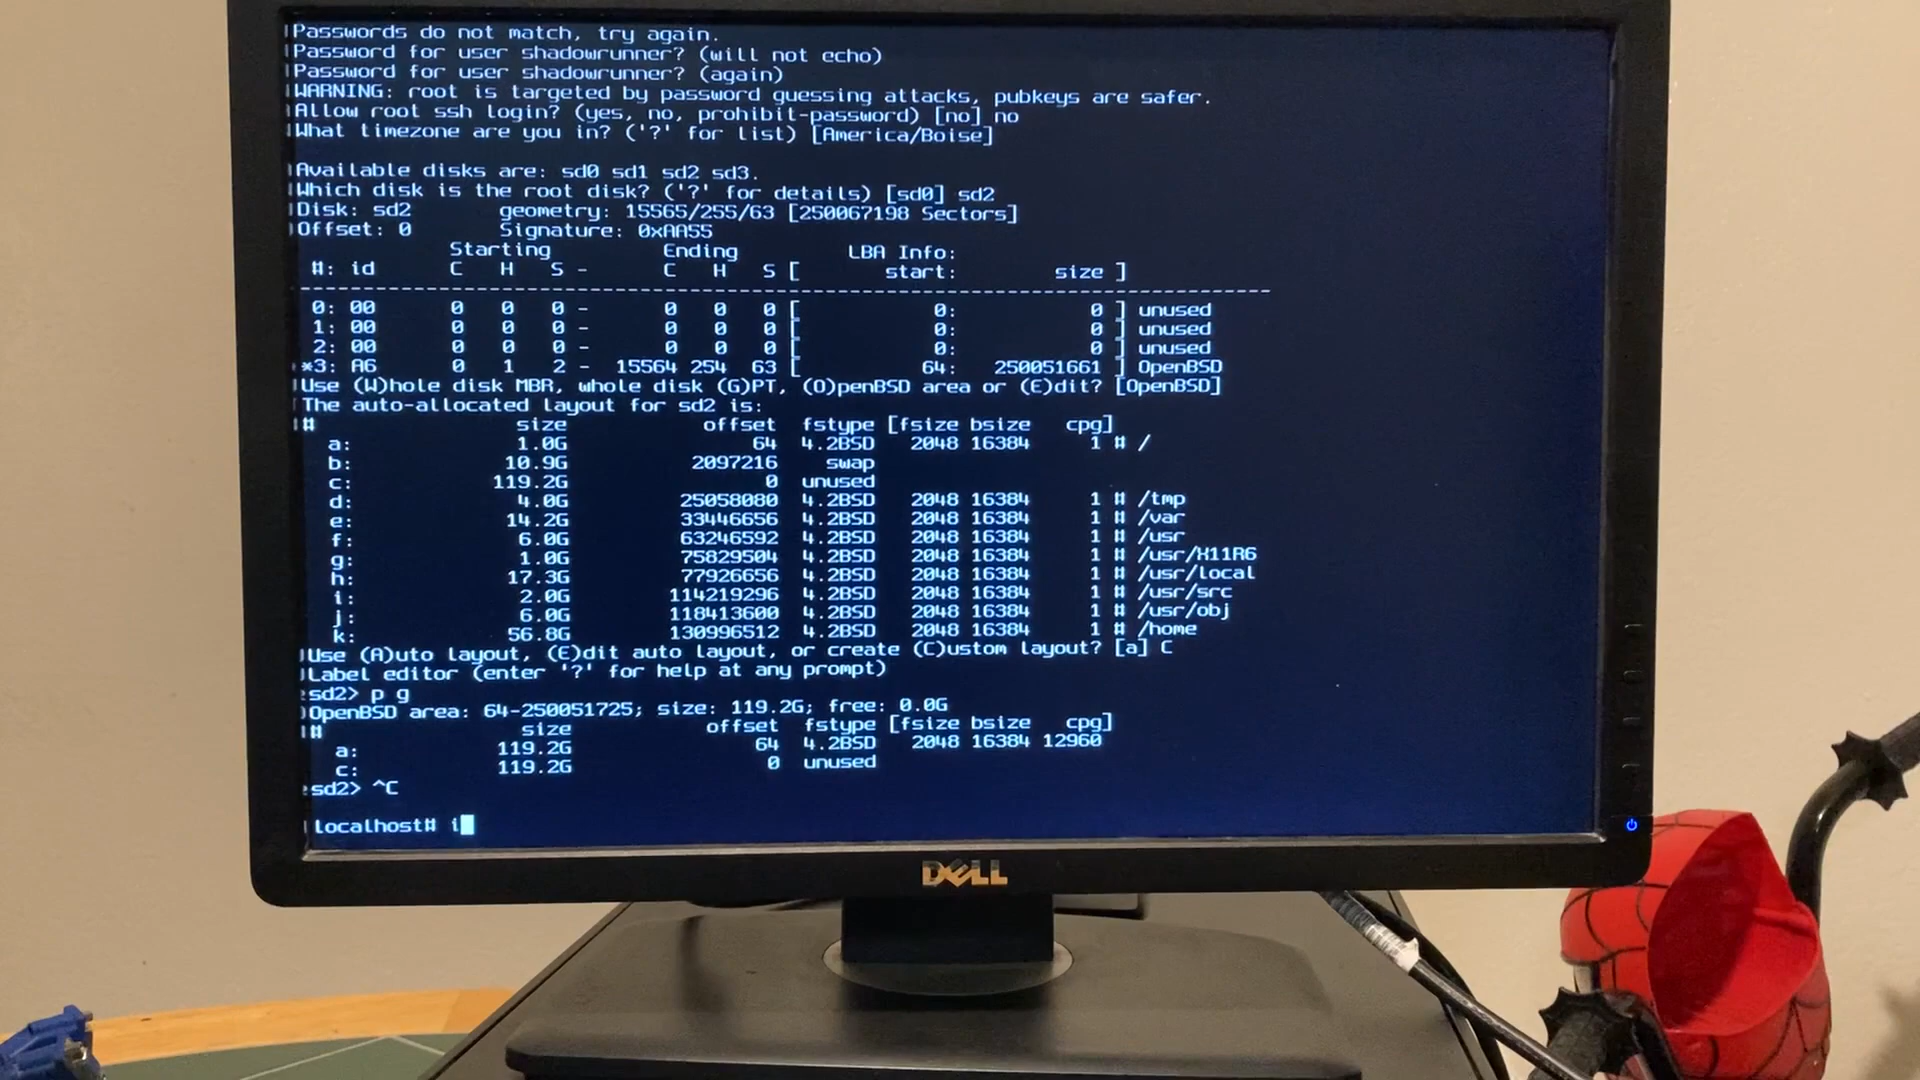 Passwords do not match, try again.
Password for user shadowrunner? (will not echo)
Password for user shadowrunner? (again)
WARNING: root is targeted by password guessing attacks, pubkeys are safer.
Allow root ssh login? (yes, no, prohibit-password) [no] no
What timezone are you in? ('?' for list) [America/Boise]
Available disks are: sd0 sd1 sd2 sd3.
Which disk is the root disk? ('?' for details) [sd0] sd2
Disk: sd2 geometry: 15565/255/63 [250067198 Sectors]
Offset: 0 Signature: 0xAA55
Starting Ending LBA Info:
#: id C H S - C H S [ start: size ]
-------------------------------------------------------------------------------
0: 00 0 0 0 - 0 0 0 [ 0: 0 ] unused
1: 00 0 0 0 - 0 0 0 [ 0: 0 ] unused
2: 00 0 0 0 - 0 0 0 [ 0: 0 ] unused
*3: A6 0 1 2 - 15564 254 63 [ 64: 250051661 ] OpenBSD
Use (W)hole disk MBR, whole disk (G)PT, (O)penBSD area or (E)dit? [OpenBSD]
The auto-allocated layout for sd2 is:
# size offset fstype [fsize bsize cpg]
a: 1.0G 64 4.2BSD 2048 16384 1 # /
b: 10.9G 2097216 swap
c: 119.2G 0 unused
d: 4.0G 25058080 4.2BSD 2048 16384 1 # /tmp
e: 14.2G 33446656 4.2BSD 2048 16384 1 # /var
f: 6.0G 63246592 4.2BSD 2048 16384 1 # /usr
g: 1.0G 75829504 4.2BSD 2048 16384 1 # /usr/X11R6
h: 17.3G 77926656 4.2BSD 2048 16384 1 # /usr/local
i: 2.0G 114219296 4.2BSD 2048 16384 1 # /usr/src
j: 6.0G 118413600 4.2BSD 2048 16384 1 # /usr/obj
k: 56.8G 130996512 4.2BSD 2048 16384 1 # /home
Use (A)uto layout, (E)dit auto layout, or create (C)ustom layout? [a] C
Label editor (enter '?' for help at any prompt)
sd2> p g
OpenBSD area: 64-250051725; size: 119.2G; free: 0.0G
# size offset fstype [fsize bsize cpg]
a: 119.2G 64 4.2BSD 2048 16384 12960
c: 119.2G 0 unused
sd2> ^C
localhost# i
DELL